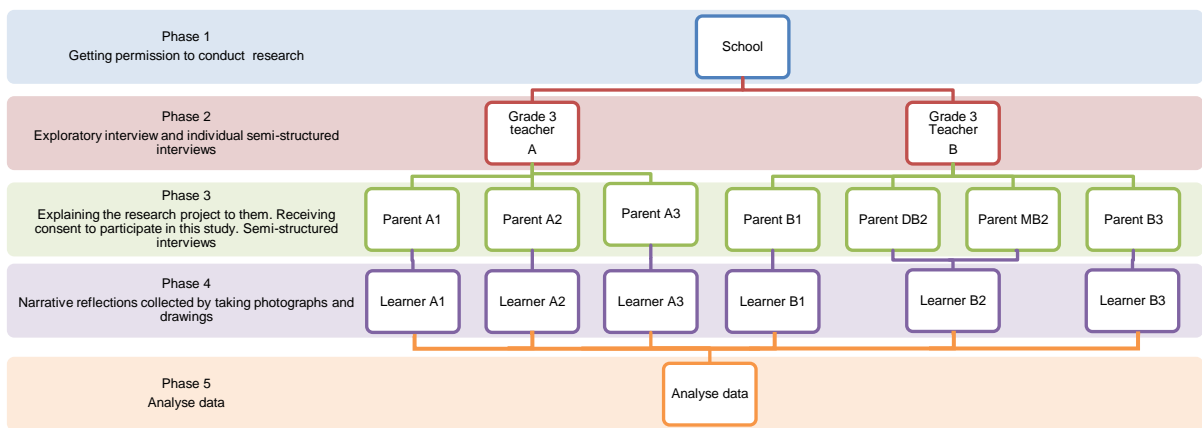 Phase 1
Getting permission to conduct research
School
Phase 2
Exploratory interview and individual semi-structured
interviews
Grade 3
teacher
A
Grade 3
Teacher
B
Phase 3
Explaining the research project to them. Receiving
consent to participate in this study. Semi-structured
interviews
Parent A1
Parent A2
Parent A3
Parent B1
Parent DB2
Parent MB2
Parent B3
Phase 4
Narrative reflections collected by taking photographs and
drawings
Learner A1
Learner A2
Learner A3
Learner B1
Learner B2
Learner B3
Phase 5
Analyse data
Analyse data